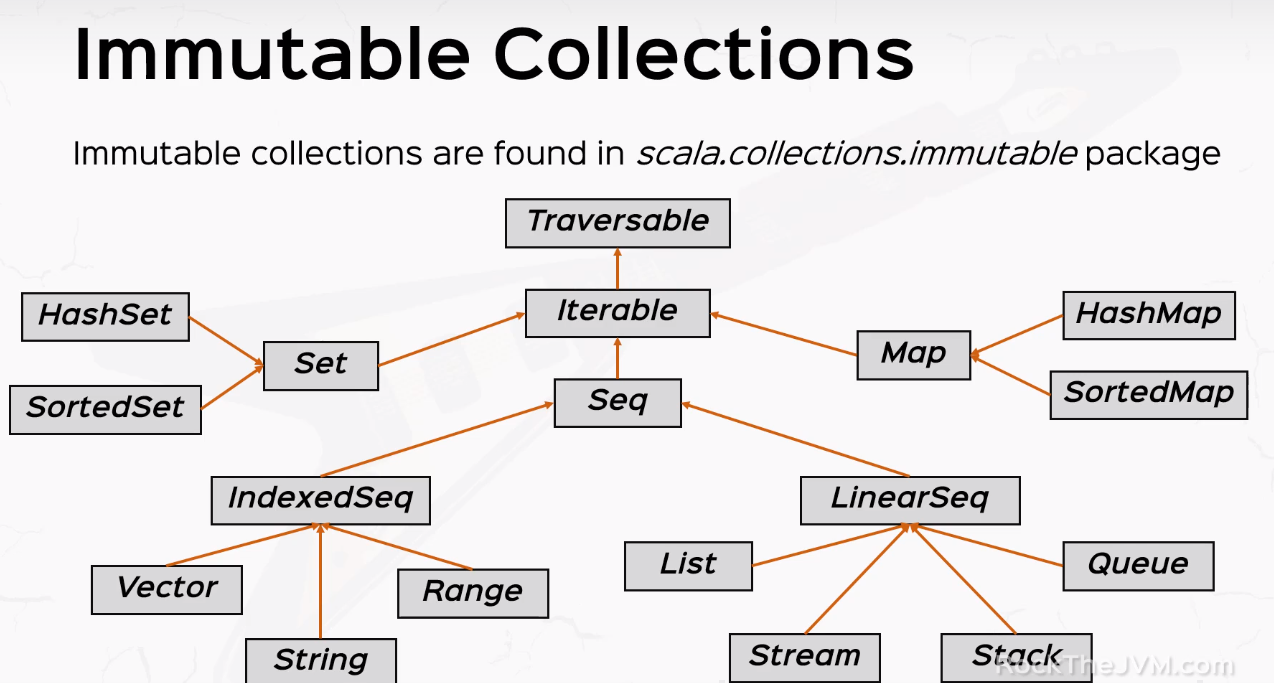 Immutable Collections
Immutable collections are found in scala.collections.immutable package
Traversable
HashSet
Iterable
HashMap
Set
Map
SortedSet
Seq
SortedMap
IndexedSeq
LinearSeq
Vector
Range
List
Queue
String
Stream
Stack
RockTheJVM.com